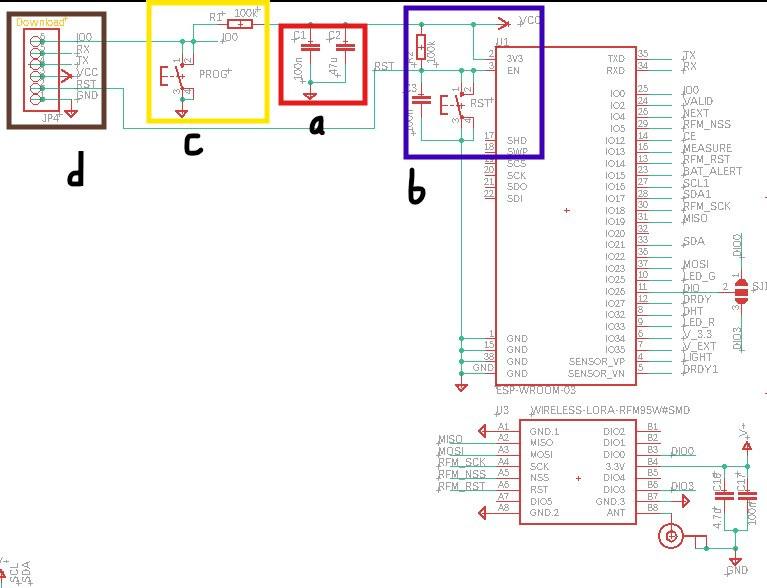 Download
IO0
RX
TX
VCC
RST
GND
JP4
d
R1 100k
IO0
PROG
c
C1
C2
100n
47u
a
VCC
100k
RST
C3
RST
b
U1
3V3
EN
SHD
SWP
SCS
SCK
SDO
SDI
GND
GND
GND
GND
2
3
17
18
19
20
21
22
1
15
38
TXD 35 TX
RXD 34 RX
IO0 25 IO0
IO2 24 VALID
IO4 26 NEXT
IO5 29 RFM_NSS
IO12 14 CE
IO13 16 MEASURE
IO14 13 RFM_RST
IO15 23 BAT_ALERT
IO16 27 SCL1
IO17 28 SDA1
IO18 30 RFM_SCK
IO19 31 MISO
IO20 32
IO21 33 SDA
IO22 36
IO23 37 MOSI
IO25 10 LED_G
IO26 11 DIO
IO27 12 DRDY
IO32 8 DHT
IO33 9 LED_R
IO34 6 V_3.3
IO35 7 V_EXT
SENSOR_VP 4 LIGHT
SENSOR_VN 5 DRDY1
ESP-WROOM-03
DIO0
1
2
3
SJ1
DIO3
U3 WIRELESS-LORA-RFM95W#SMD
A1 GND.1 DIO2 B1
MISO A2 MISO DIO1 B2
MOSI A3 MOSI DIO0 B3 DIO0
RFM_SCK A4 SCK 3.3V B4
RFM_NSS A5 NSS DIO4 B5
RFM_RST A6 RST DIO3 B6 DIO3
A7 DIO5 GND.3 B7
A8 GND.2 ANT B8
V+
4.7u
100n
GND
SCL
SDA